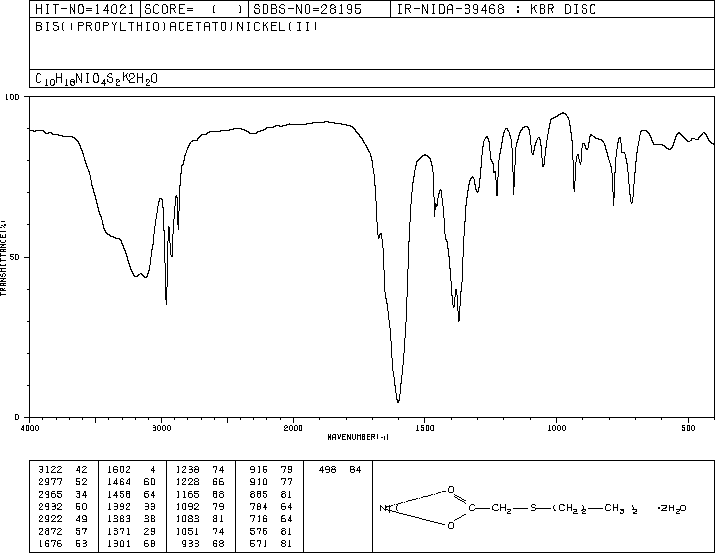 HIT-NO=14021 SCORE= ( ) SDBS-NO=28195 IR-NIDA-39468 : KBR DISC
BIS((PROPYLTHIO)ACETATO)NICKEL(II)
C10H18NIO4S2X2H2O
100
50
0
TRANSMITTANCE(%)
4000 3000 2000 1500 1000 500
WAVENUMBER(-1)
3122 42 1602 4 1238 74 916 79 498 84
2977 52 1464 60 1228 66 910 77
2965 34 1458 64 1165 68 885 81
2932 60 1392 33 1092 79 784 64
2922 49 1383 36 1083 81 716 64
2872 57 1371 29 1051 74 576 81
1676 53 1301 68 933 68 571 81
O
Ni C—CH2—S—(CH2)2—CH3 2 ·2H2O
O